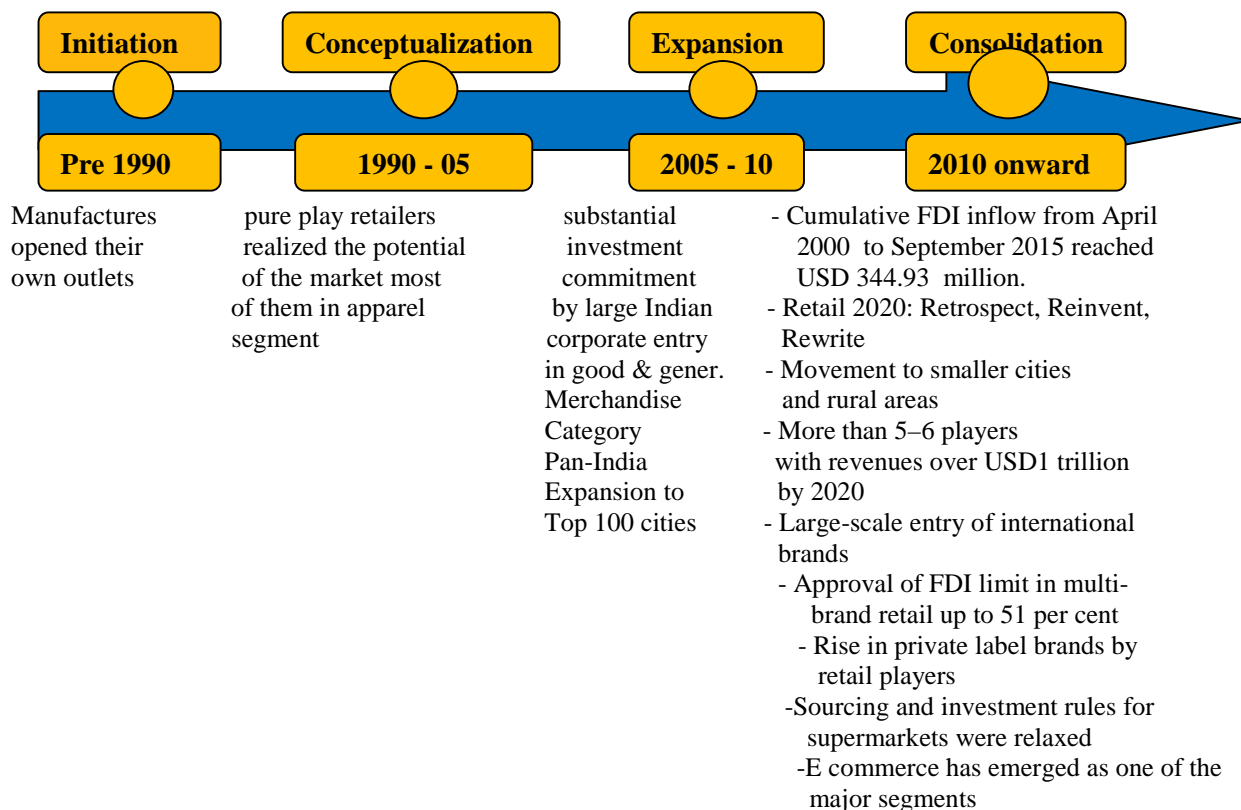 Initiation
Conceptualization
Expansion
Consolidation
Pre 1990
1990 - 05
2005 - 10
2010 onward
Manufactures
opened their
own outlets
pure play retailers
realized the potential
of the market most
of them in apparel
segment
substantial
investment
commitment
by large Indian
corporate entry
in good & gener.
Merchandise
Category
Pan-India
Expansion to
Top 100 cities
- Cumulative FDI inflow from April
2000 to September 2015 reached
USD 344.93 million.
- Retail 2020: Retrospect, Reinvent,
Rewrite
- Movement to smaller cities
and rural areas
- More than 5–6 players
with revenues over USD1 trillion
by 2020
- Large-scale entry of international
brands
- Approval of FDI limit in multi-
brand retail up to 51 per cent
- Rise in private label brands by
retail players
-Sourcing and investment rules for
supermarkets were relaxed
-E commerce has emerged as one of the
major segments